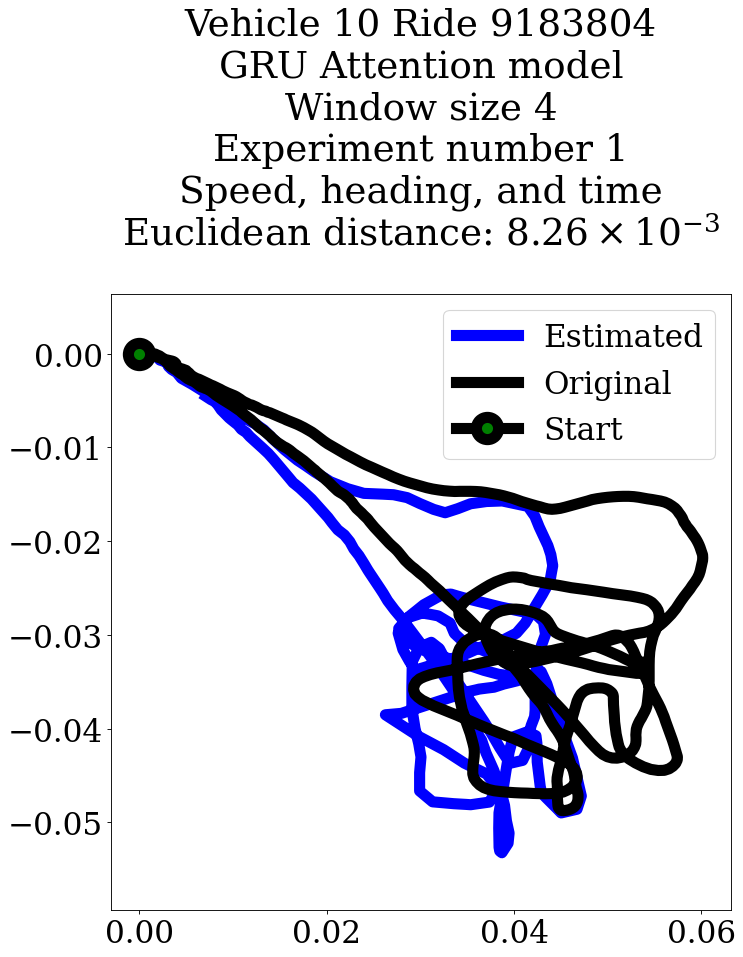 Vehicle 10 Ride 9183804
GRU Attention model
Window size 4
Experiment number 1
Speed, heading, and time
Euclidean distance: 8.26 × 10⁻³
Estimated
Original
Start
0.00
−0.01
−0.02
−0.03
−0.04
−0.05
0.00 0.02 0.04 0.06